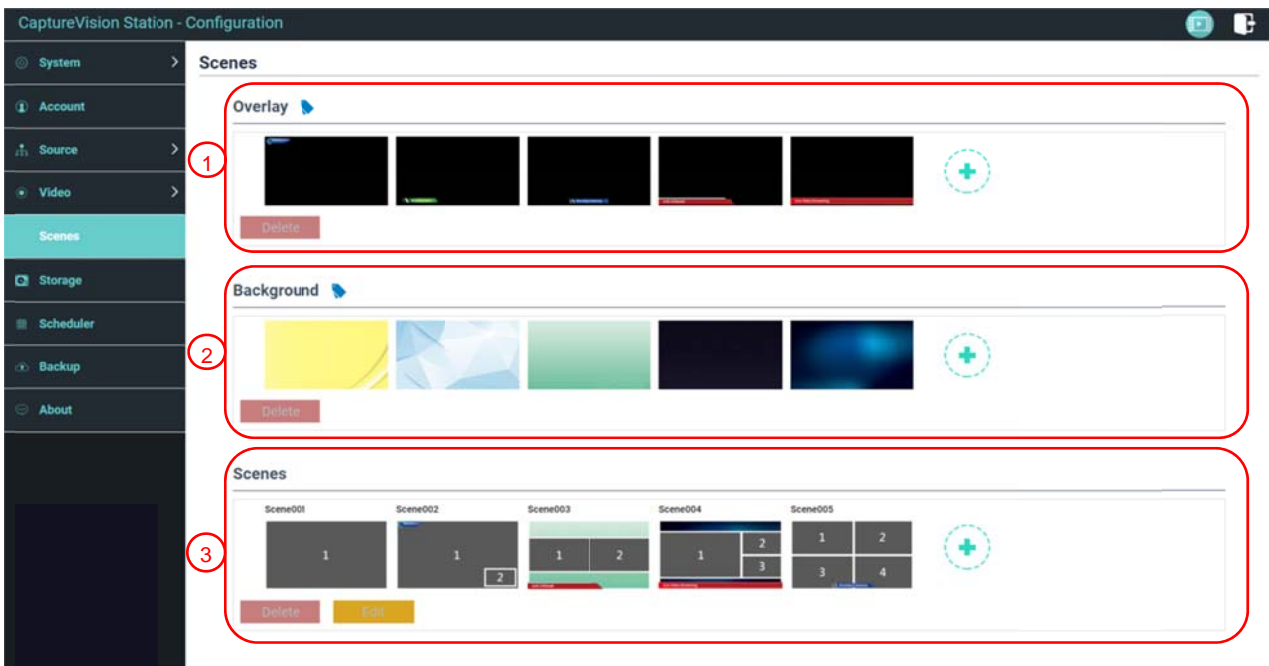 CaptureVision Station - Configuration
System
Account
Source
Video
Scenes
Storage
Scheduler
Backup
About
Scenes
1
Overlay
Delete
2
Background
Delete
3
Scenes
Scene001 Scene002 Scene003 Scene004 Scene005
1
1 2
1 2
1 2 3
1 2 3 4
Delete Edit